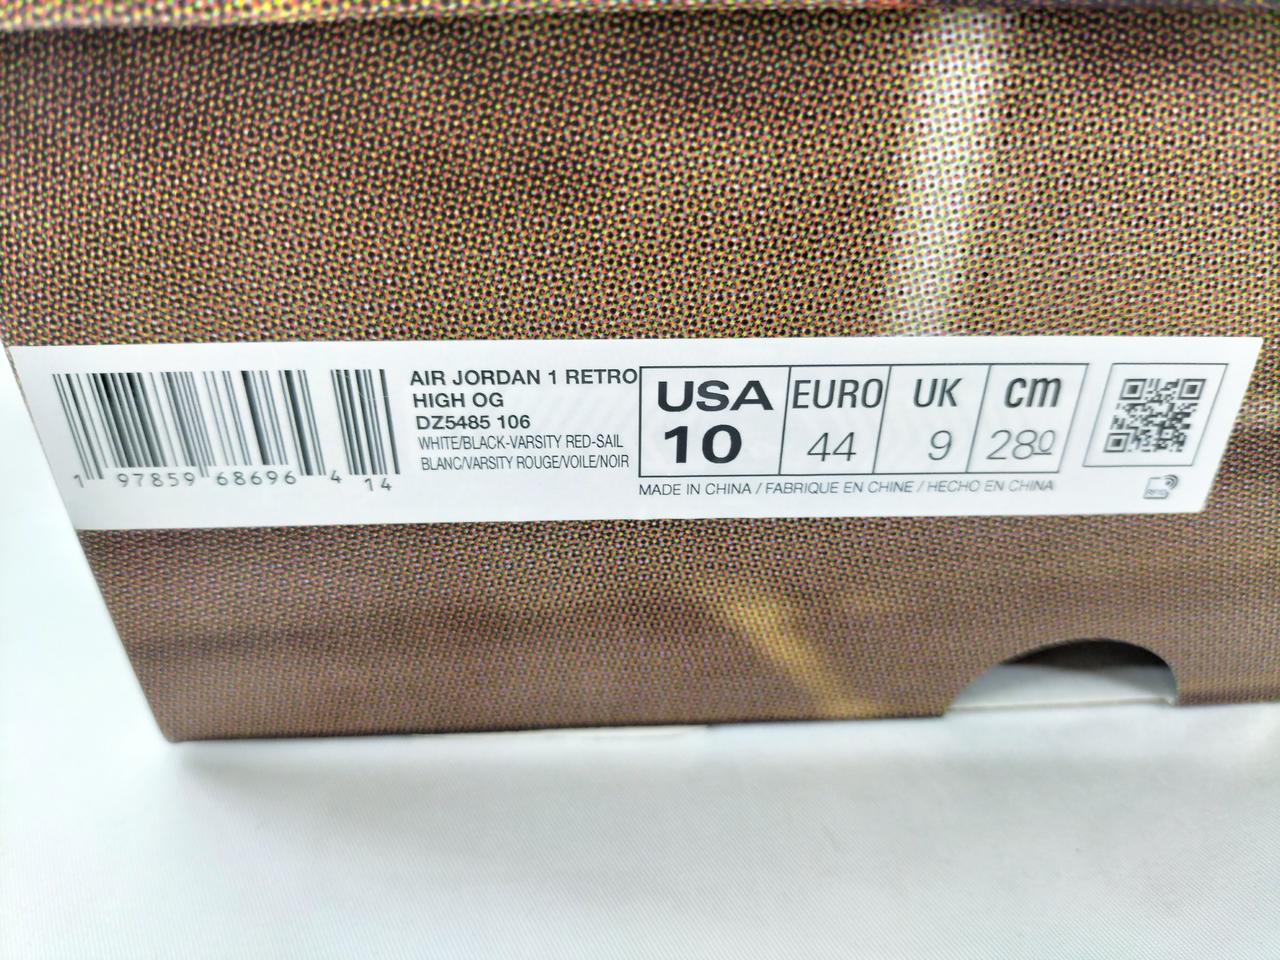 AIR JORDAN 1 RETRO
HIGH OG
DZ5485 106
WHITE/BLACK-VARSITY RED-SAIL
BLANC/VARSITY ROUGE/VOILE/NOIR
1 97859 68696 4 14
USA EURO UK cm
10 44 9 280
MADE IN CHINA / FABRIQUE EN CHINE / HECHO EN CHINA
RFID